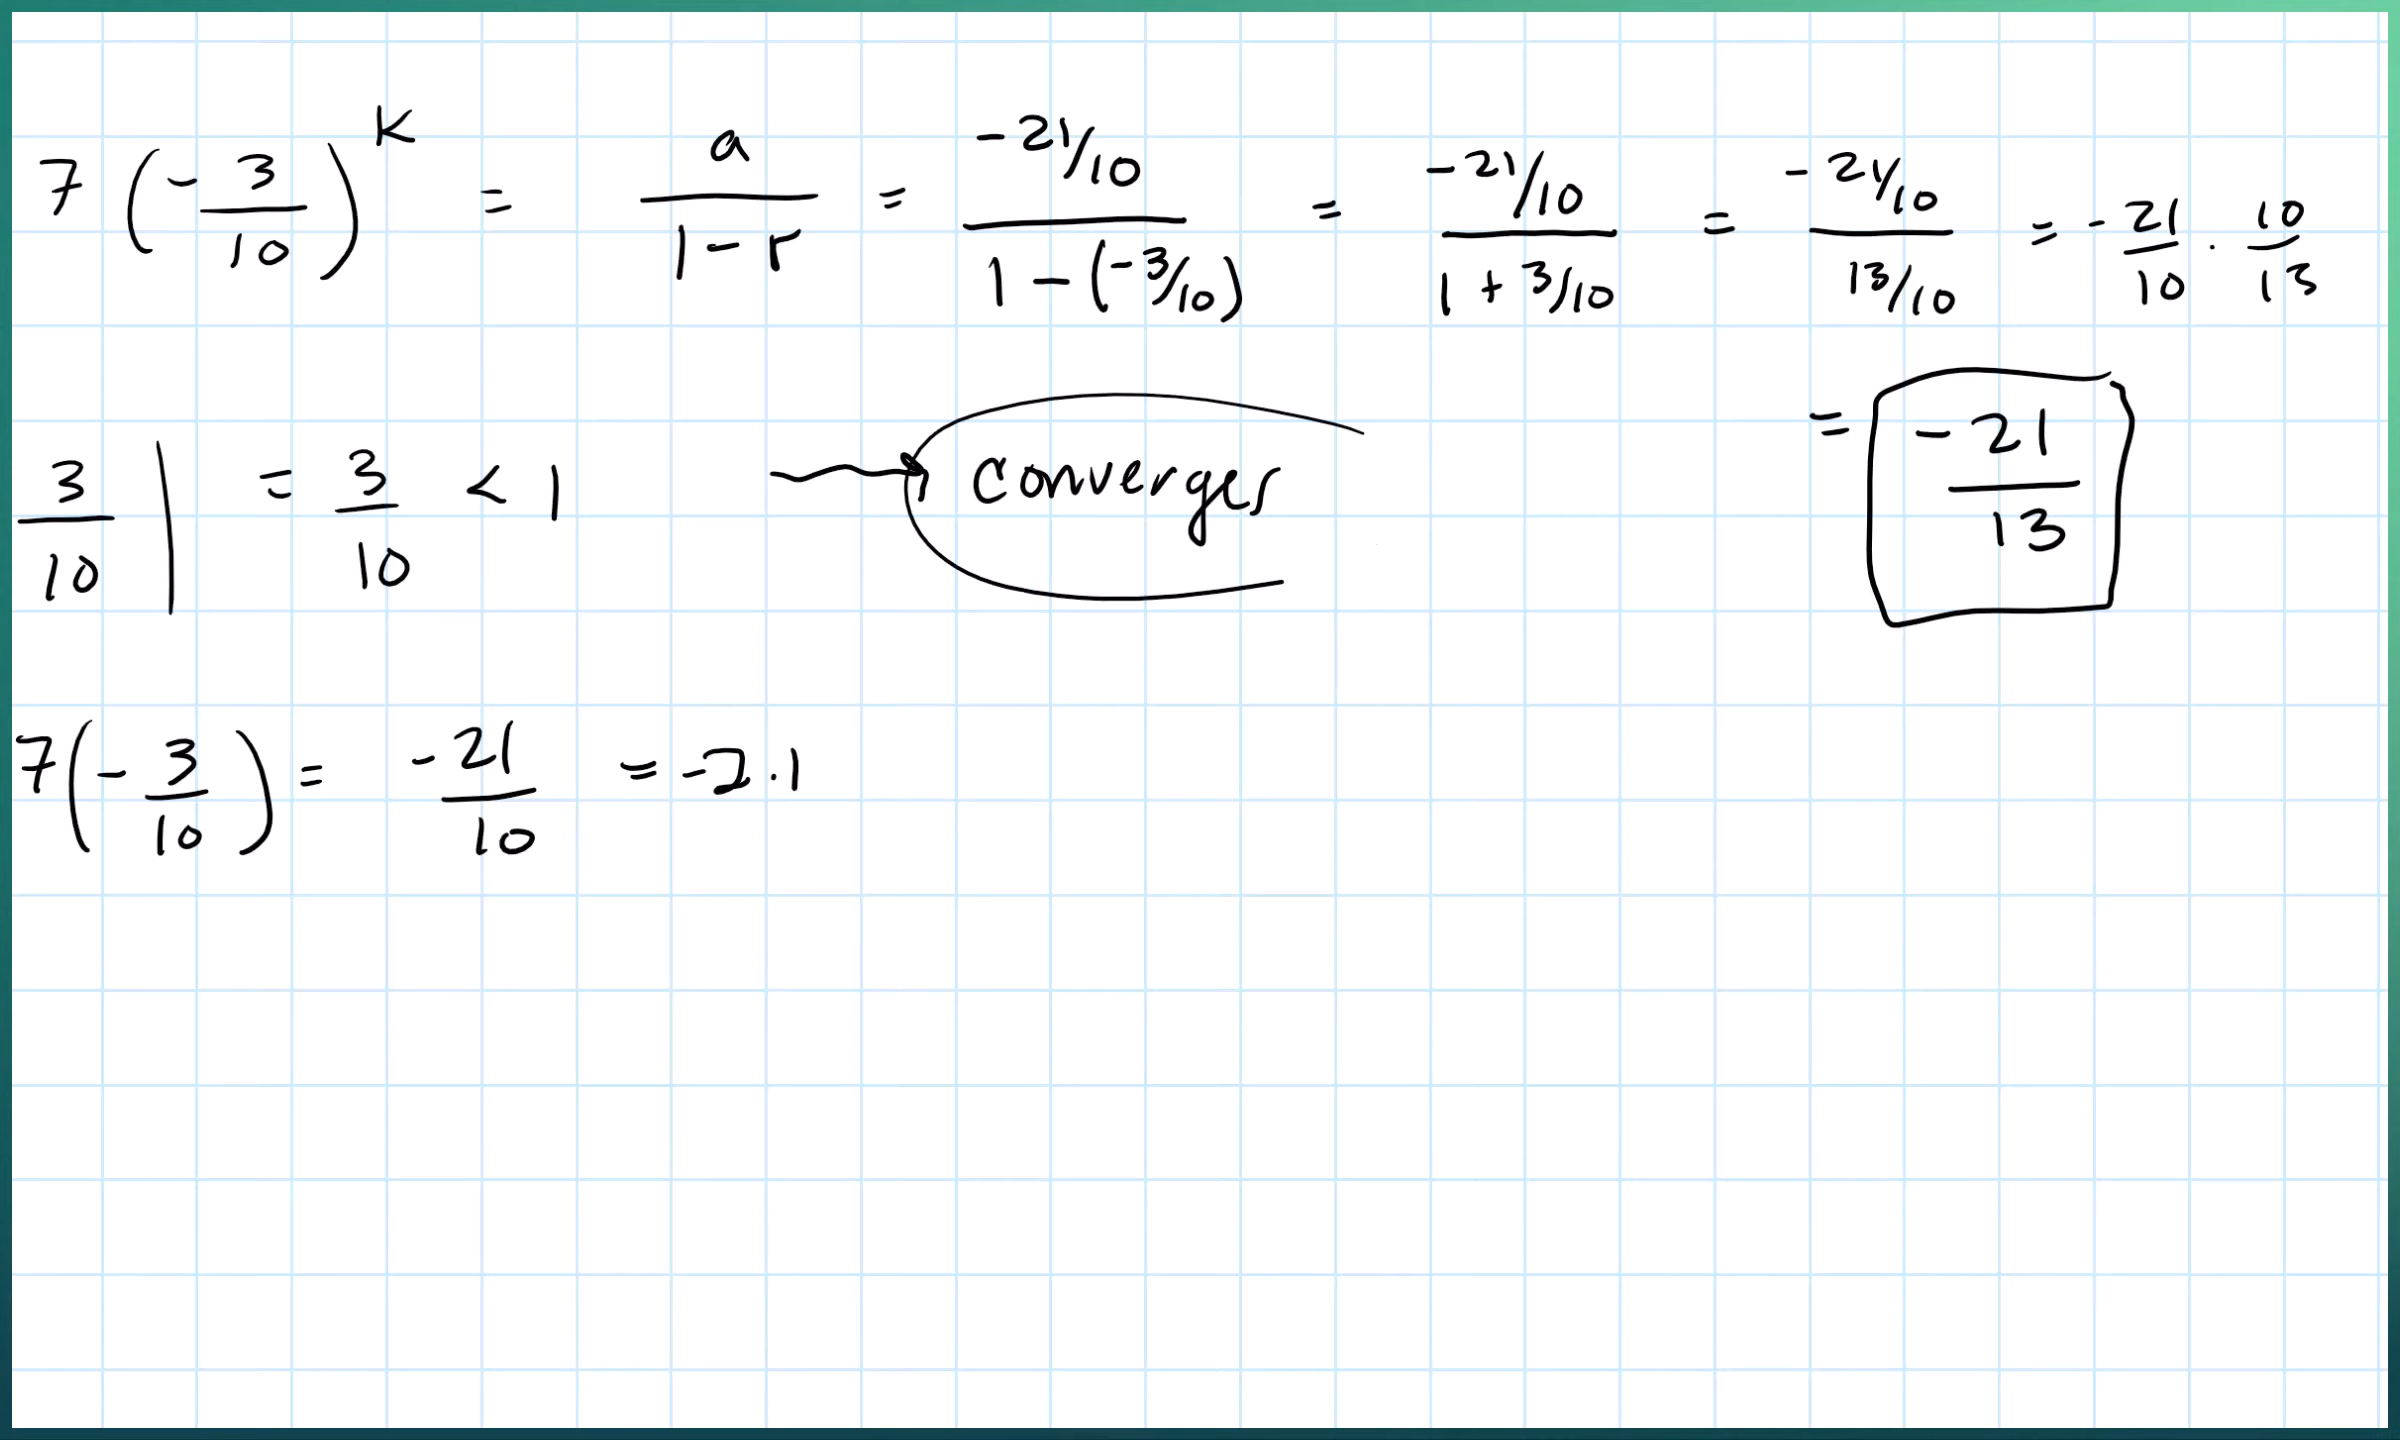 7 (-3/10)^K = a/(1-r) = (-21/10)/(1-(-3/10)) = (-21/10)/(1+3/10) = (-21/10)/(13/10) = -21/10 · 10/13
= -21/13
3/10 | = 3/10 < 1 → converges
7(-3/10) = -21/10 = -2.1